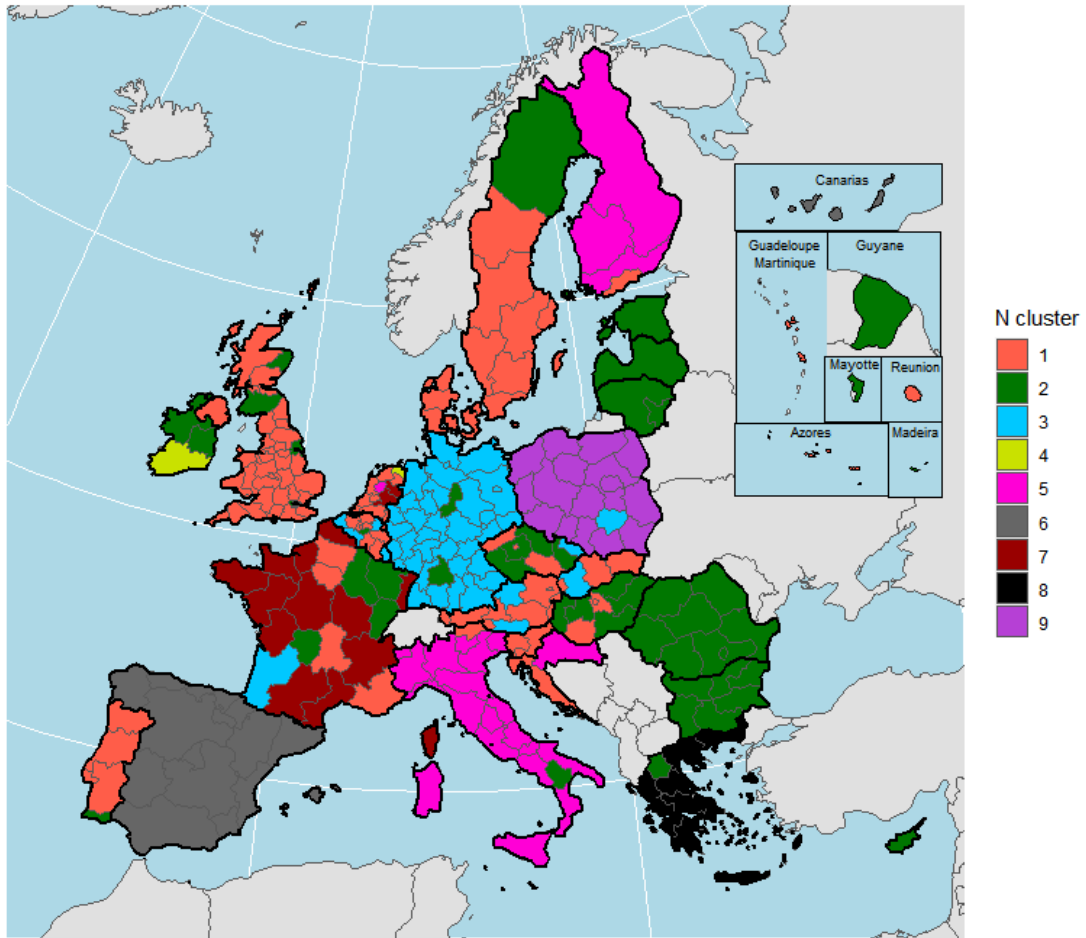 Canarias
Guadeloupe
Martinique
Guyane
Mayotte
Reunion
Azores
Madeira
N cluster
1
2
3
4
5
6
7
8
9